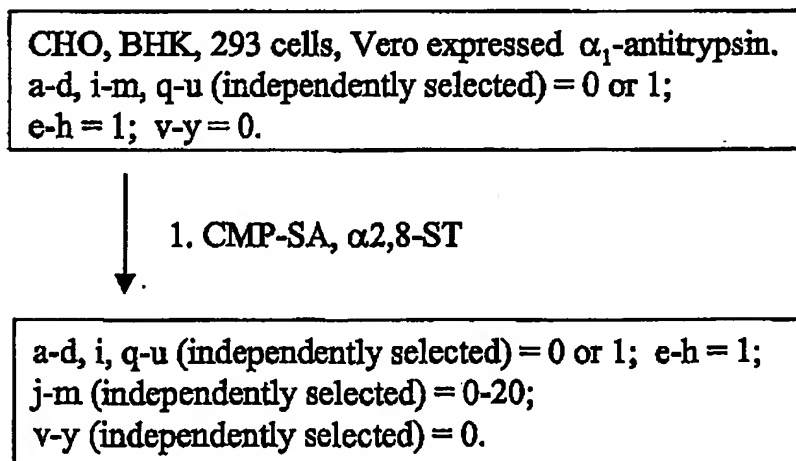 CHO, BHK, 293 cells, Vero expressed α₁-antitrypsin.
a-d, i-m, q-u (independently selected) = 0 or 1;
e-h = 1; v-y = 0.
1. CMP-SA, α2,8-ST
a-d, i, q-u (independently selected) = 0 or 1; e-h = 1;
j-m (independently selected) = 0-20;
v-y (independently selected) = 0.